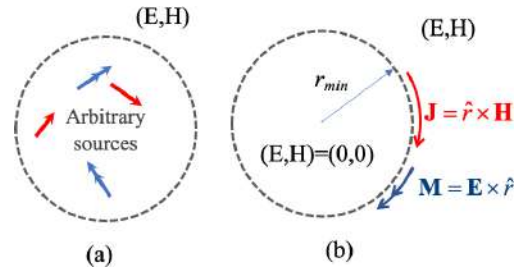 (E,H)
Arbitrary
sources
(a)
(E,H)
r_min
J = r̂ × H
(E,H)=(0,0)
M = E × r̂
(b)